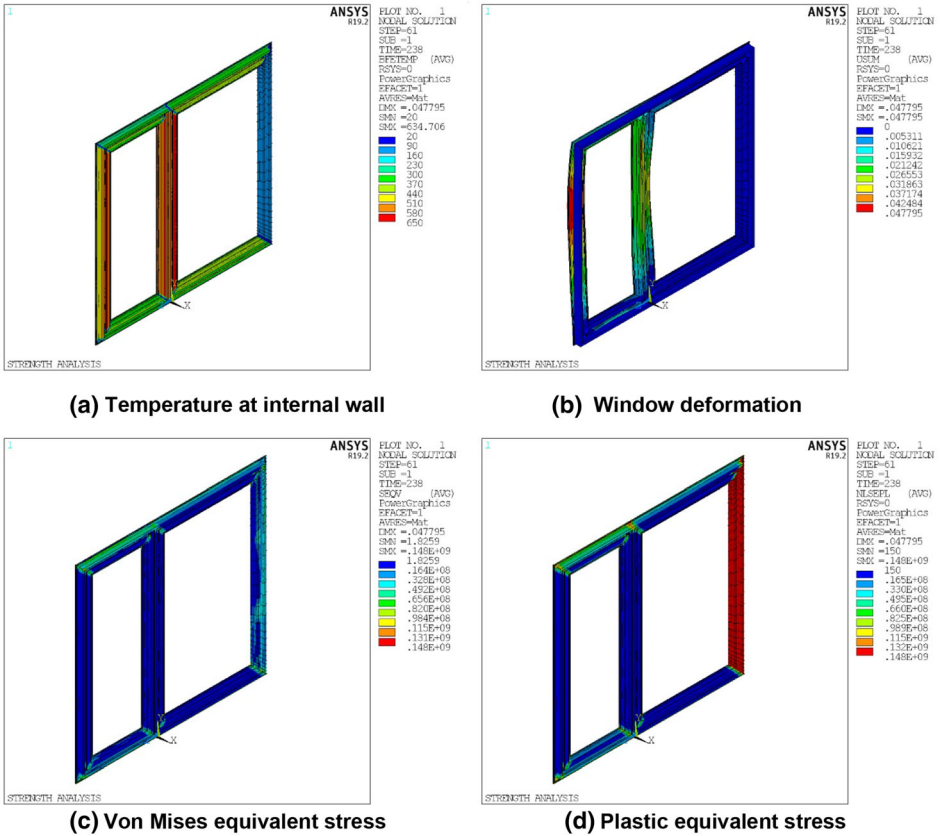 1
ANSYS
R19.2
PLOT NO. 1
NODAL SOLUTION
STEP=61
SUB =1
TIME=238
BFETEMP (AVG)
RSYS=0
PowerGraphics
EFACET=1
AVRES=Mat
DMX =.047795
SMN =20
SMX =634.706
20
90
160
230
300
370
440
510
580
650
X
STRENGTH ANALYSIS
(a) Temperature at internal wall
1
ANSYS
R19.2
PLOT NO. 1
NODAL SOLUTION
STEP=61
SUB =1
TIME=238
USUM (AVG)
RSYS=0
PowerGraphics
EFACET=1
AVRES=Mat
DMX =.047795
SMX =.047795
0
.005311
.010621
.015932
.021242
.026553
.031863
.037174
.042484
.047795
X
STRENGTH ANALYSIS
(b) Window deformation
1
ANSYS
R19.2
PLOT NO. 1
NODAL SOLUTION
STEP=61
SUB =1
TIME=238
SEQV (AVG)
PowerGraphics
EFACET=1
AVRES=Mat
DMX =.047795
SMN =1.8259
SMX =.148E+09
1.8259
.164E+08
.328E+08
.492E+08
.656E+08
.820E+08
.984E+08
.115E+09
.131E+09
.148E+09
X
STRENGTH ANALYSIS
(c) Von Mises equivalent stress
1
ANSYS
R19.2
PLOT NO. 1
NODAL SOLUTION
STEP=61
SUB =1
TIME=238
NLSEPL (AVG)
RSYS=0
PowerGraphics
EFACET=1
AVRES=Mat
DMX =.047795
SMN =150
SMX =.148E+09
150
.165E+08
.330E+08
.495E+08
.660E+08
.825E+08
.989E+08
.115E+09
.132E+09
.148E+09
X
STRENGTH ANALYSIS
(d) Plastic equivalent stress